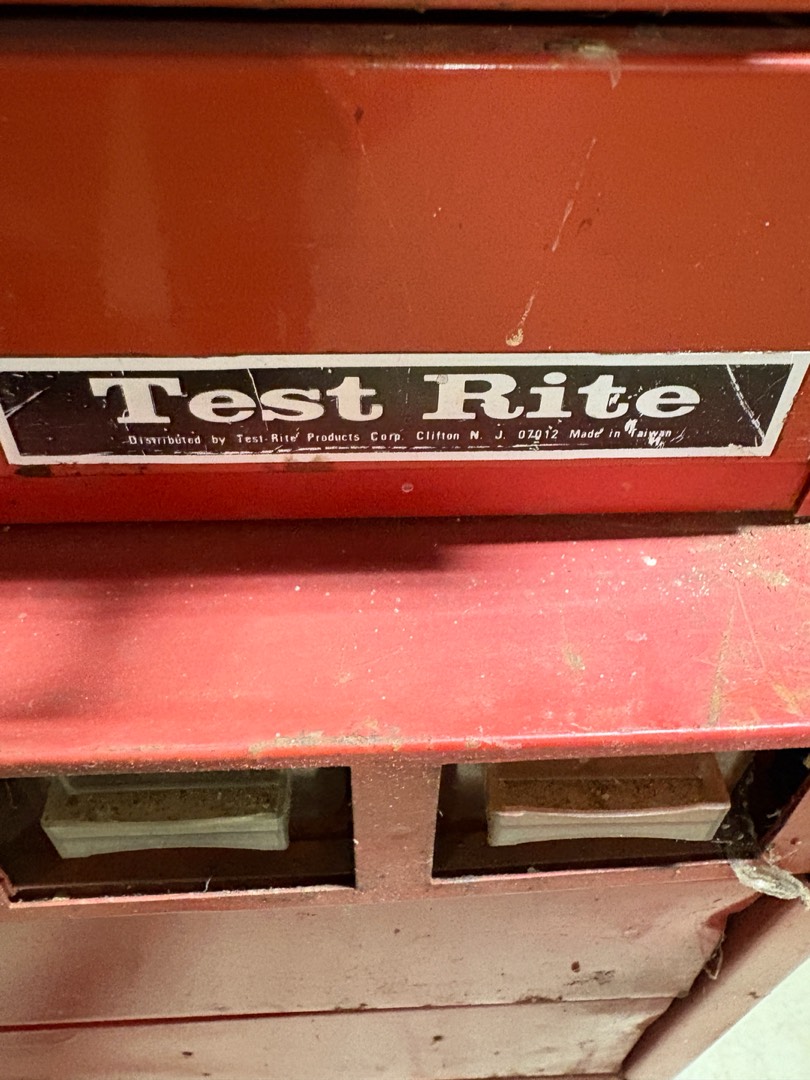 Test Rite
Distributed by Test-Rite Products Corp. Clifton N. J. 07012 Made in Taiwan